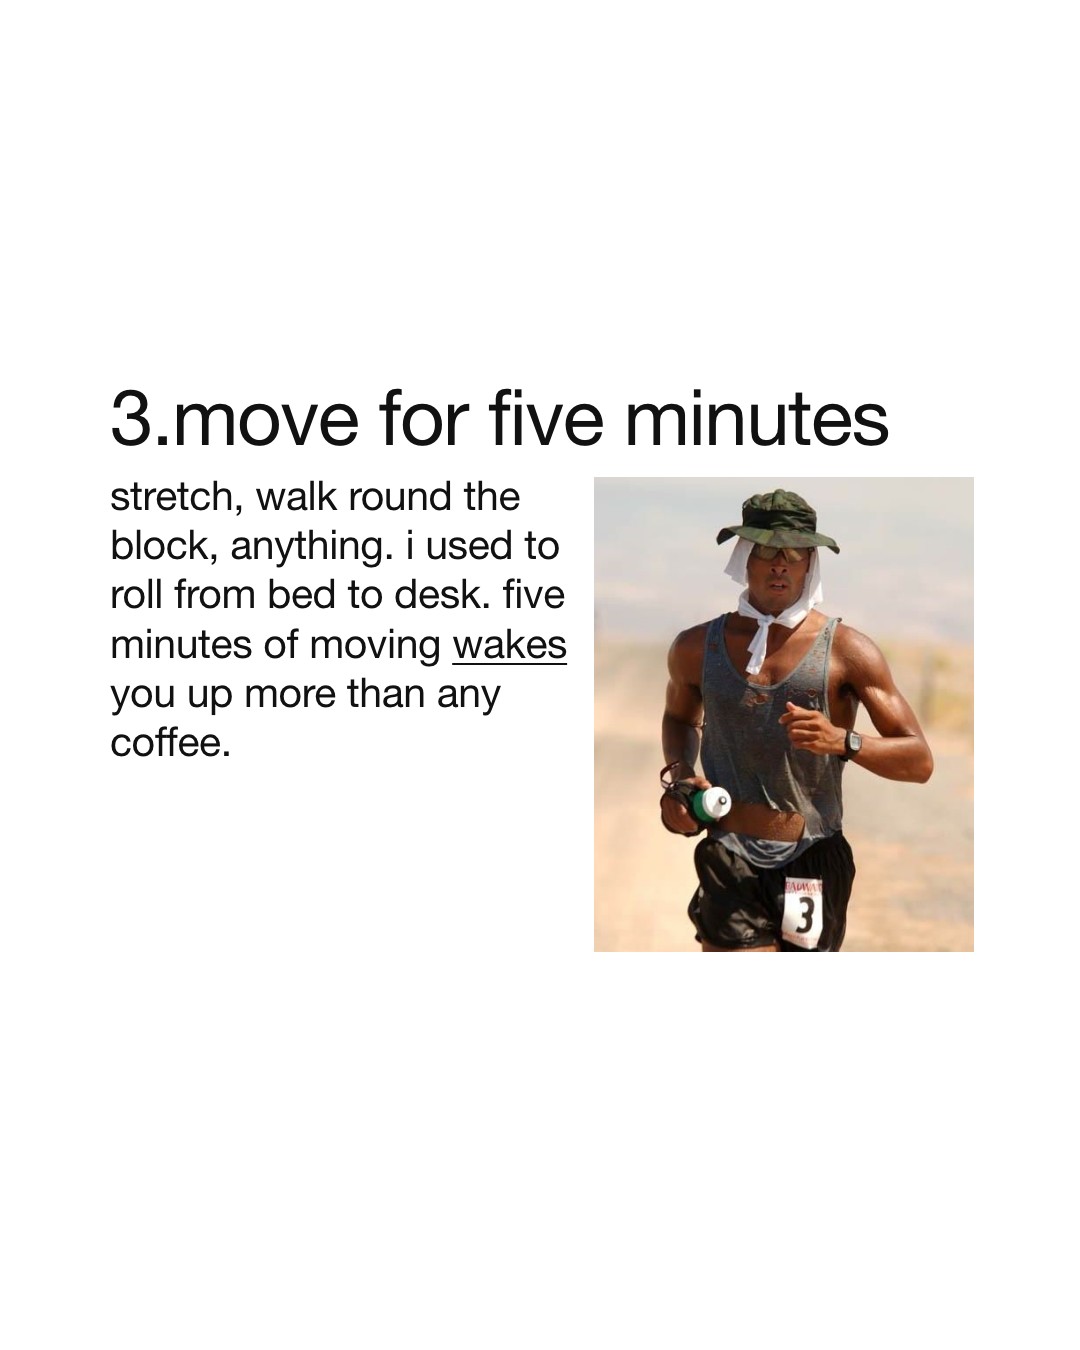 3.move for five minutes
stretch, walk round the
block, anything. i used to
roll from bed to desk. five
minutes of moving wakes
you up more than any
coffee.
3